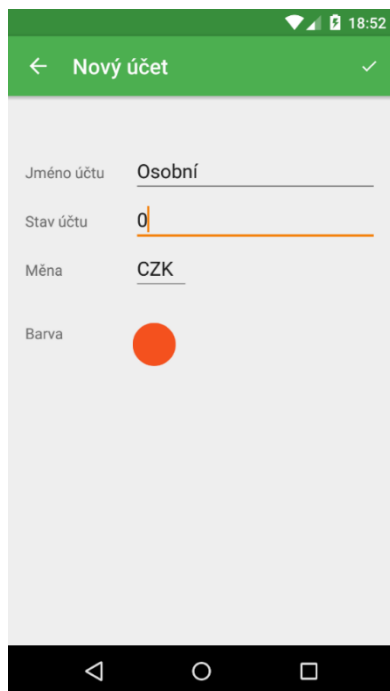 18:52
Nový účet
Jméno účtu Osobní
Stav účtu 0
Měna CZK
Barva